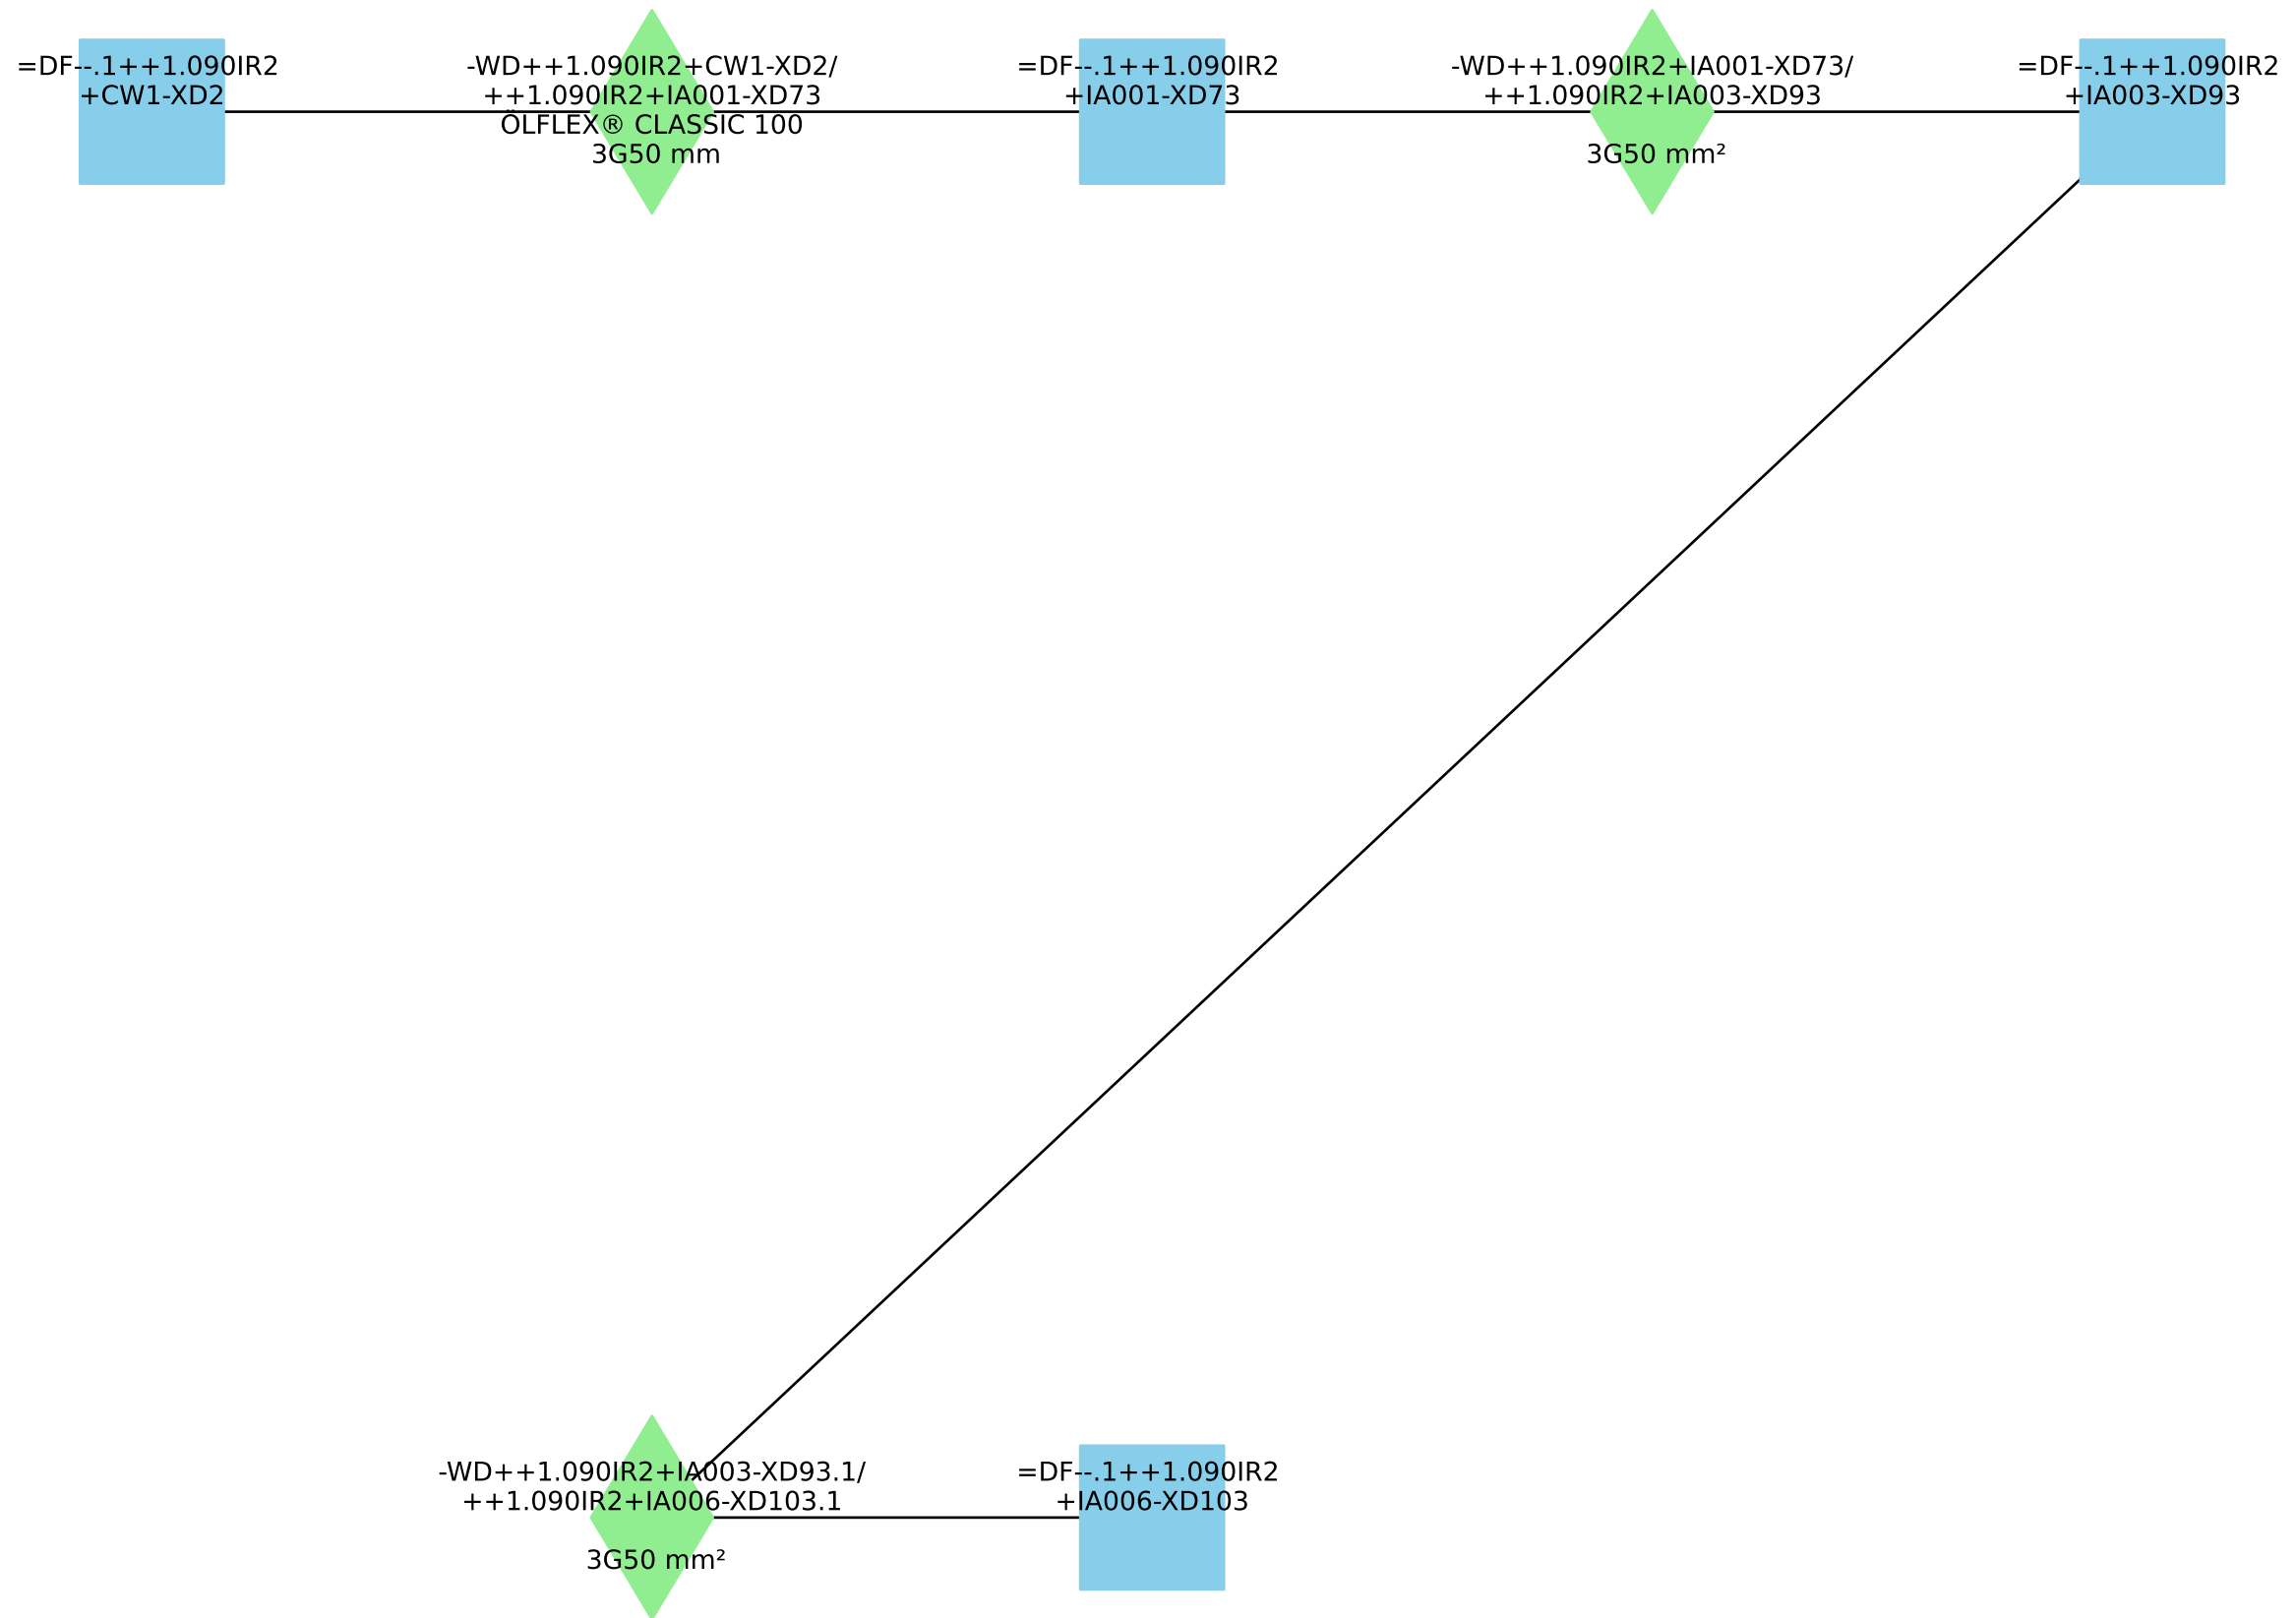 =DF--.1++1.090IR2
+CW1-XD2
-WD++1.090IR2+CW1-XD2/
++1.090IR2+IA001-XD73
ÖLFLEX® CLASSIC 100
3G50 mm
=DF--.1++1.090IR2
+IA001-XD73
-WD++1.090IR2+IA001-XD73/
++1.090IR2+IA003-XD93
3G50 mm²
=DF--.1++1.090IR2
+IA003-XD93
-WD++1.090IR2+IA003-XD93.1/
++1.090IR2+IA006-XD103.1
3G50 mm²
=DF--.1++1.090IR2
+IA006-XD103